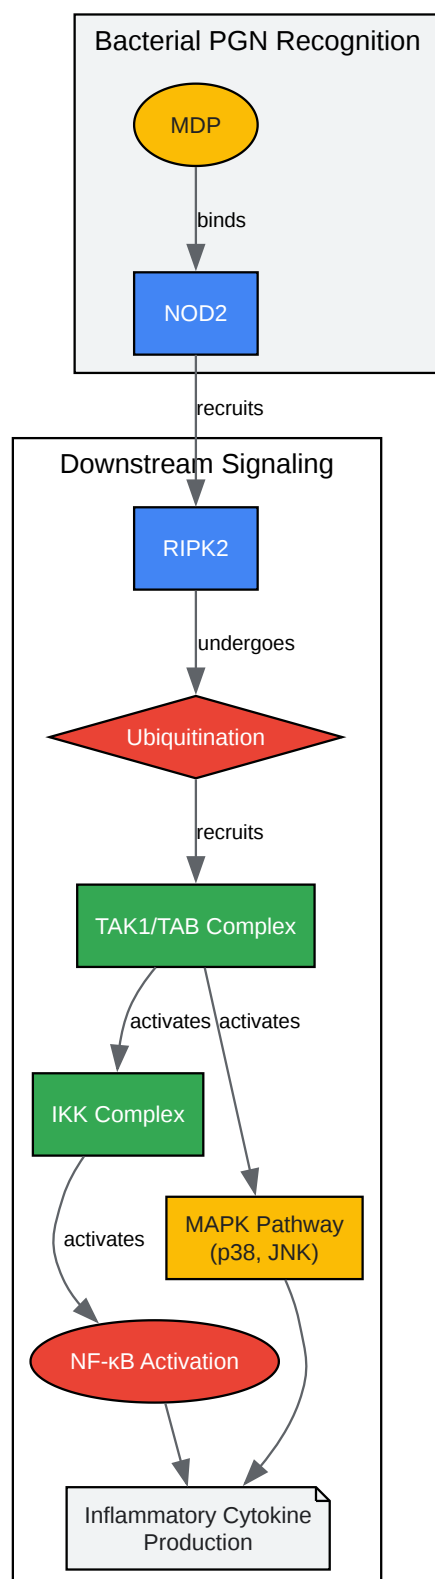 Bacterial PGN Recognition
MDP
binds
NOD2
recruits
Downstream Signaling
RIPK2
undergoes
Ubiquitination
recruits
TAK1/TAB Complex
activates
activates
IKK Complex
MAPK Pathway
(p38, JNK)
activates
NF-κB Activation
Inflammatory Cytokine
Production